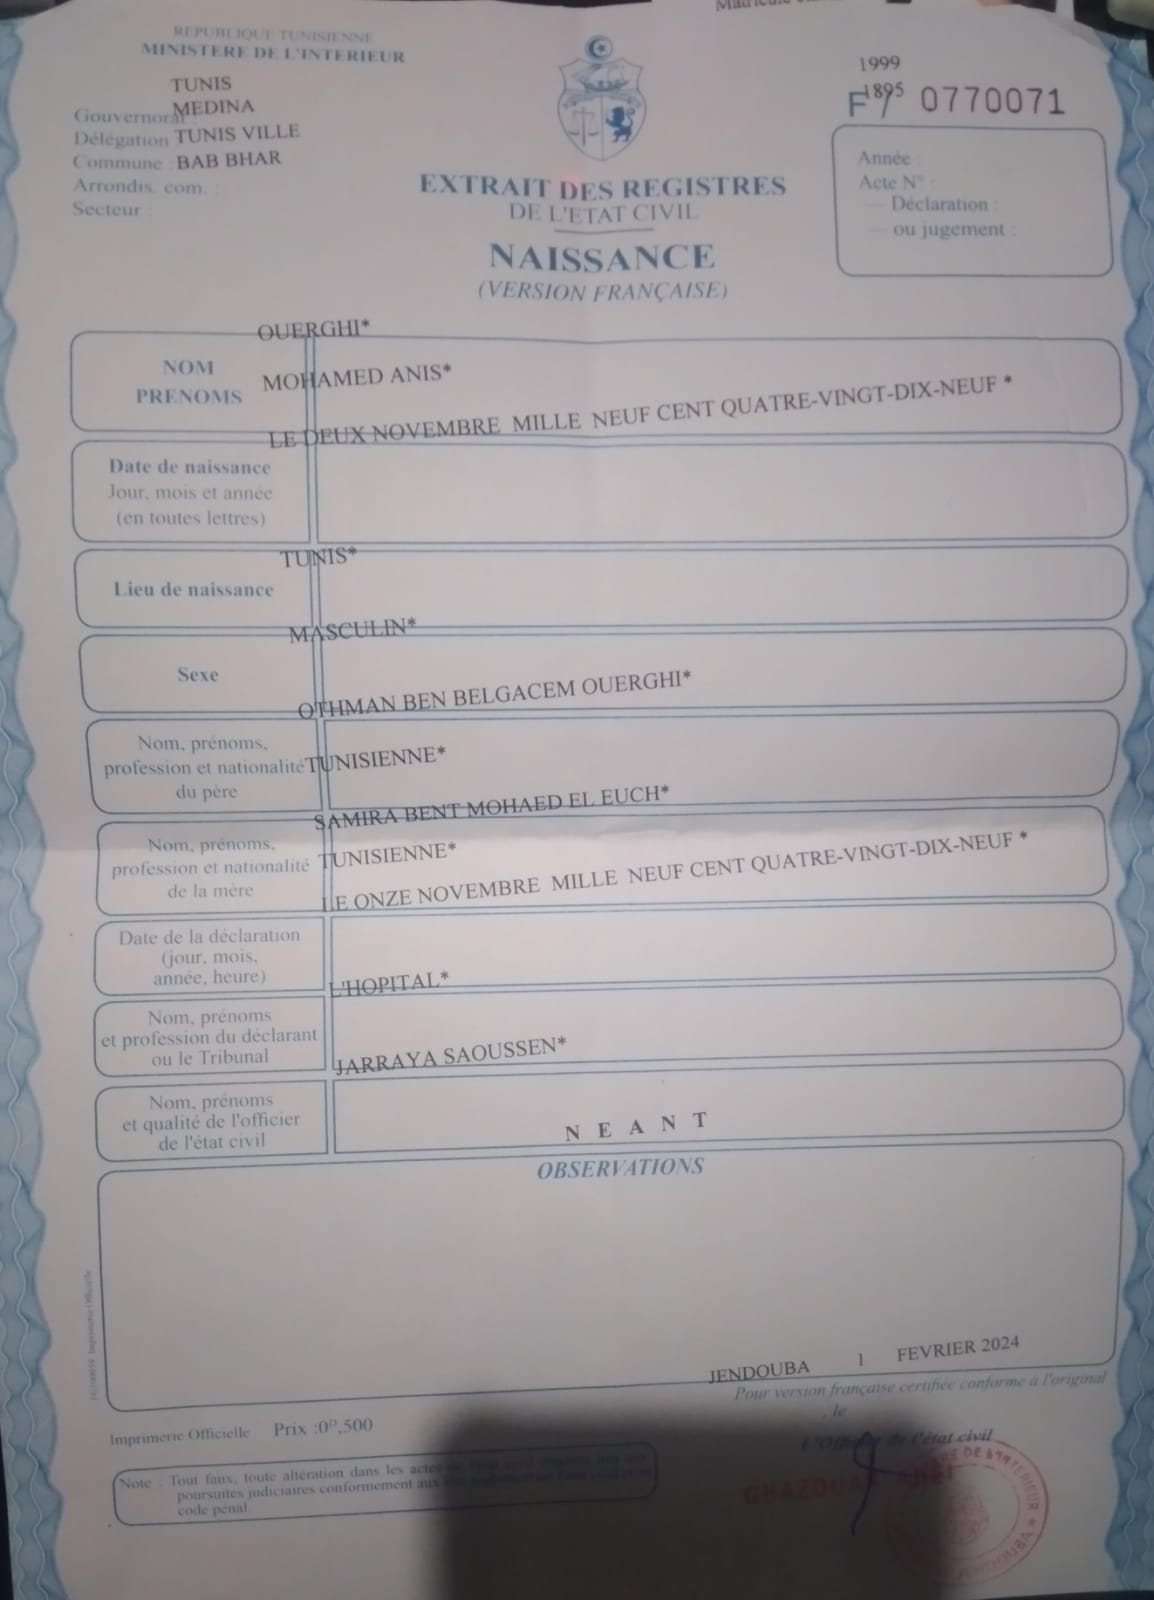 REPUBLIQUE TUNISIENNE
MINISTERE DE L'INTERIEUR
TUNIS
Gouvernorat MEDINA
Délégation TUNIS VILLE
Commune : BAB BHAR
Arrondis. com. :
Secteur :
1999
1895
F / 0770071
Année :
Acte N° :
— Déclaration :
— ou jugement :
EXTRAIT DES REGISTRES
DE L'ETAT CIVIL
NAISSANCE
(VERSION FRANÇAISE)
OUERGHI*
NOM
PRENOMS
MOHAMED ANIS*
LE DEUX NOVEMBRE MILLE NEUF CENT QUATRE-VINGT-DIX-NEUF *
Date de naissance
Jour, mois et année
(en toutes lettres)
TUNIS*
Lieu de naissance
MASCULIN*
Sexe
OTHMAN BEN BELGACEM OUERGHI*
Nom, prénoms,
profession et nationalité
du père
TUNISIENNE*
SAMIRA BENT MOHAED EL EUCH*
Nom, prénoms,
profession et nationalité
de la mère
TUNISIENNE*
LE ONZE NOVEMBRE MILLE NEUF CENT QUATRE-VINGT-DIX-NEUF *
Date de la déclaration
(jour, mois,
année, heure)
L'HOPITAL*
Nom, prénoms
et profession du déclarant
ou le Tribunal
JARRAYA SAOUSSEN*
Nom, prénoms
et qualité de l'officier
de l'état civil
N E A N T
OBSERVATIONS
JENDOUBA 1 FEVRIER 2024
Pour version française certifiée conforme à l'original
, le
L'Officier de l'état civil
Imprimerie Officielle Prix :0ᴰ,500
Note : Tout faux, toute altération dans les actes
poursuites judiciaires conformement aux
code pénal.
Imprimerie Officielle